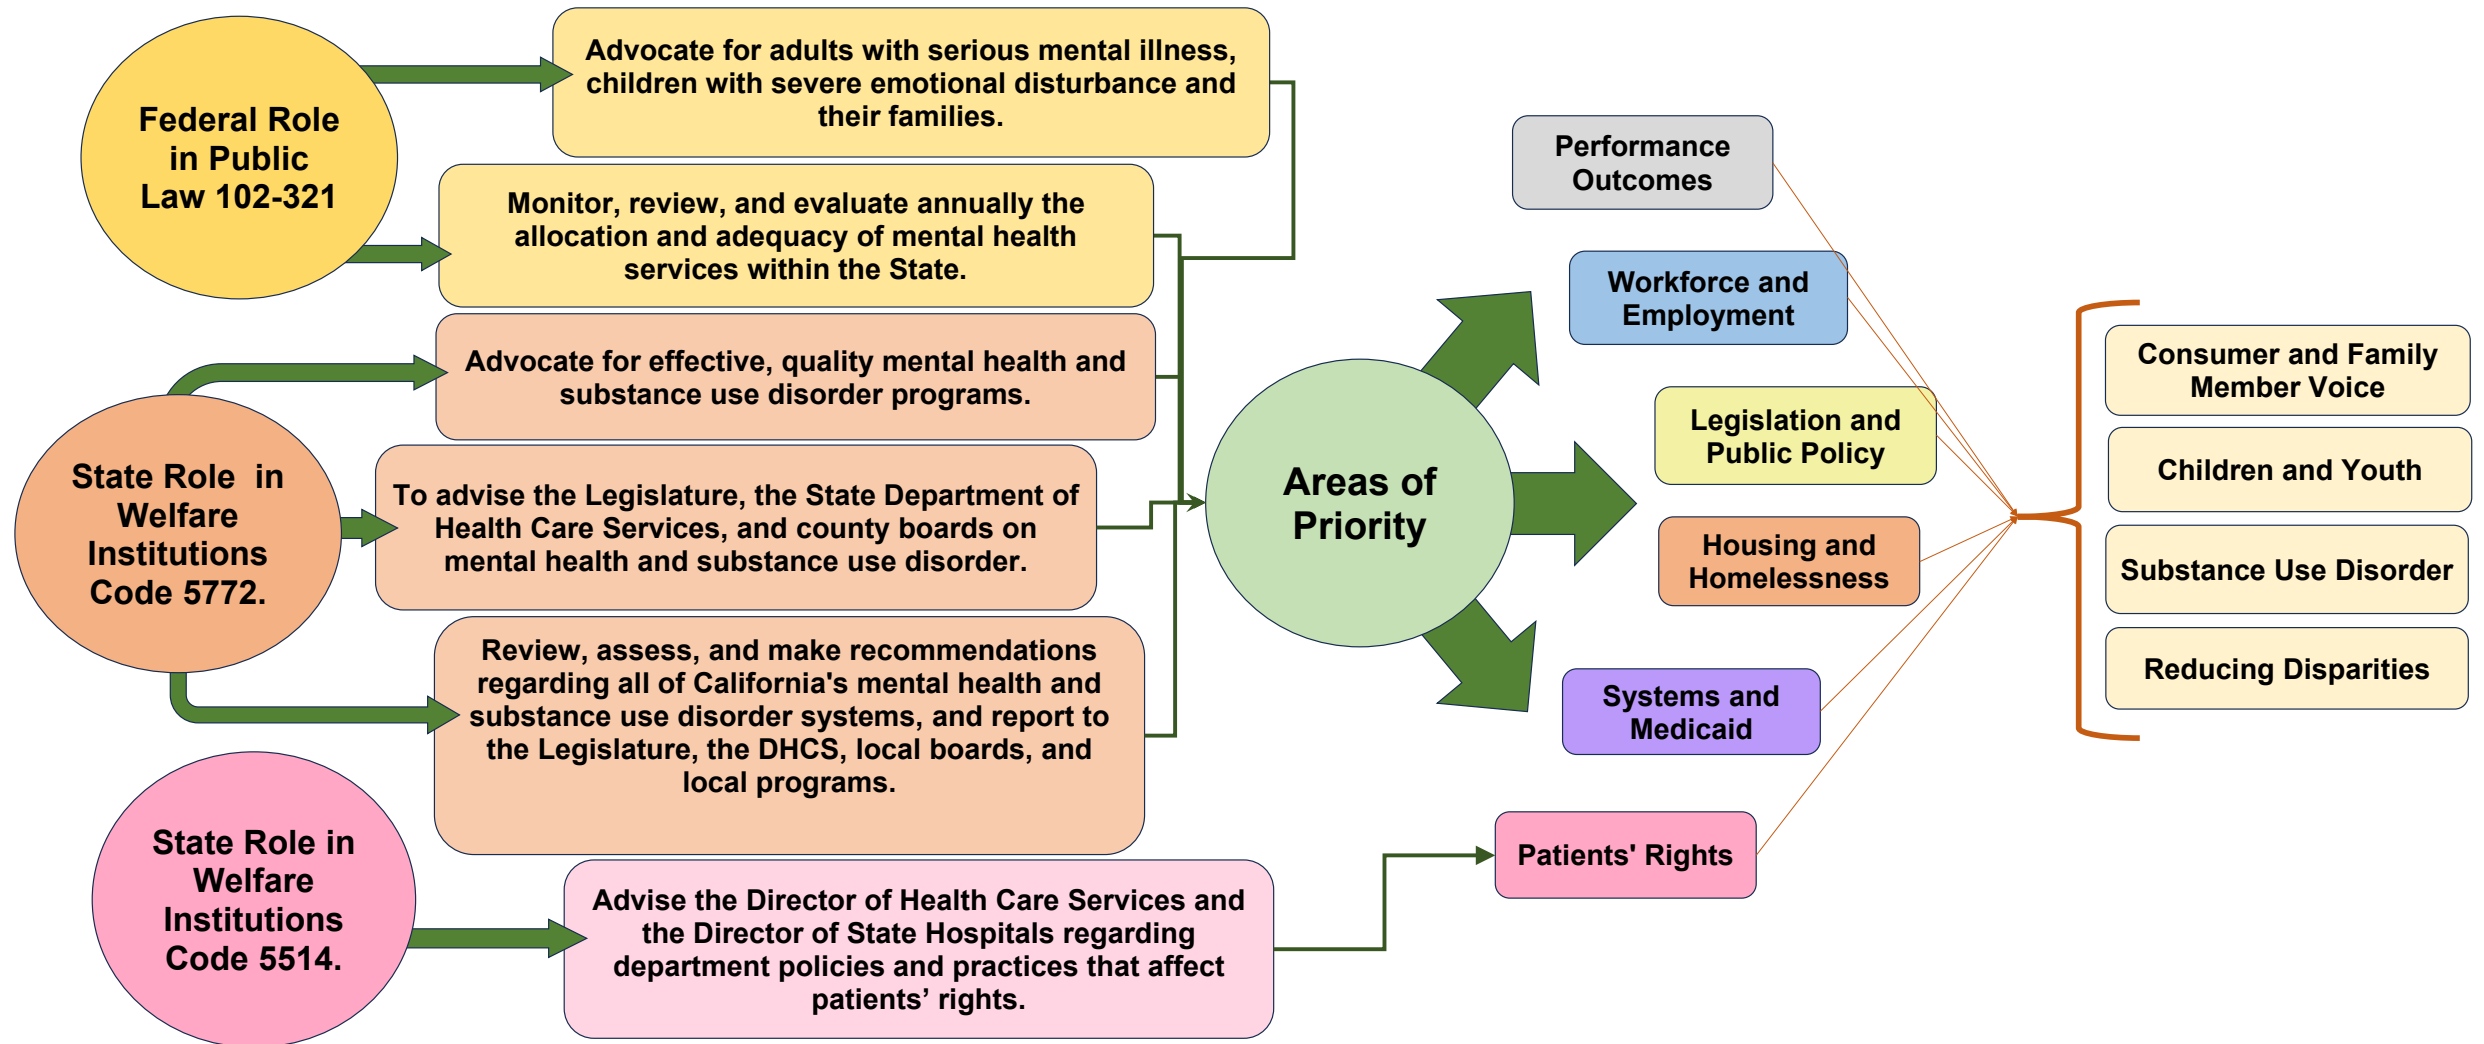 Federal Role
in Public
Law 102-321
Advocate for adults with serious mental illness,
children with severe emotional disturbance and
their families.
Monitor, review, and evaluate annually the
allocation and adequacy of mental health
services within the State.
State Role  in
Welfare
Institutions
Code 5772.
Advocate for effective, quality mental health and
substance use disorder programs.
To advise the Legislature, the State Department of
Health Care Services, and county boards on
mental health and substance use disorder.
Review, assess, and make recommendations
regarding all of California's mental health and
substance use disorder systems, and report to
the Legislature, the DHCS, local boards, and
local programs.
State Role in
Welfare
Institutions
Code 5514.
Advise the Director of Health Care Services and
the Director of State Hospitals regarding
department policies and practices that affect
patients’ rights.
Areas of
Priority
Performance
Outcomes
Workforce and
Employment
Legislation and
Public Policy
Housing and
Homelessness
Systems and
Medicaid
Patients' Rights
Consumer and Family
Member Voice
Children and Youth
Substance Use Disorder
Reducing Disparities